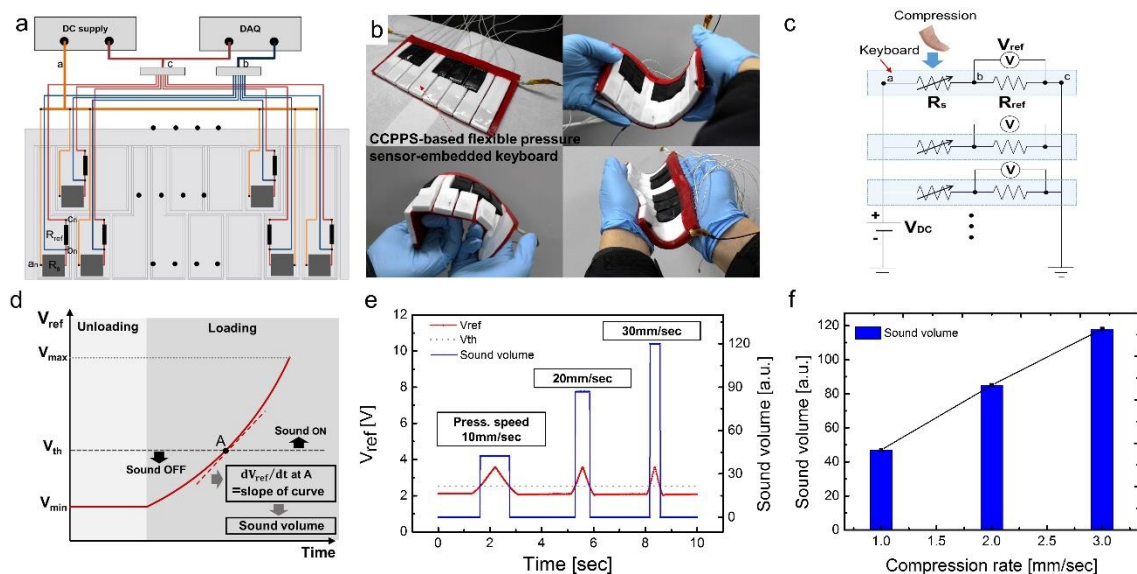 a
DC supply
DAQ
a
c
b
Rref
cn
bn
an
Rs
b
CCPPS-based flexible pressure
sensor-embedded keyboard
c
Compression
Keyboard
Vref
V
a
b
c
Rs
Rref
V
V
+
-
VDC
d
Vref
Unloading
Loading
Vmax
Vth
A
Sound ON
Sound OFF
dVref/dt at A
=slope of curve
Vmin
Sound volume
Time
e
Vref
Vth
Sound volume
30mm/sec
20mm/sec
Press. speed
10mm/sec
Vref [V]
12
10
8
6
4
2
0
120
90
60
30
0
Sound volume [a.u.]
0
2
4
6
8
10
Time [sec]
f
Sound volume
Sound volume [a.u.]
120
100
80
60
40
20
0
1.0
1.5
2.0
2.5
3.0
Compression rate [mm/sec]